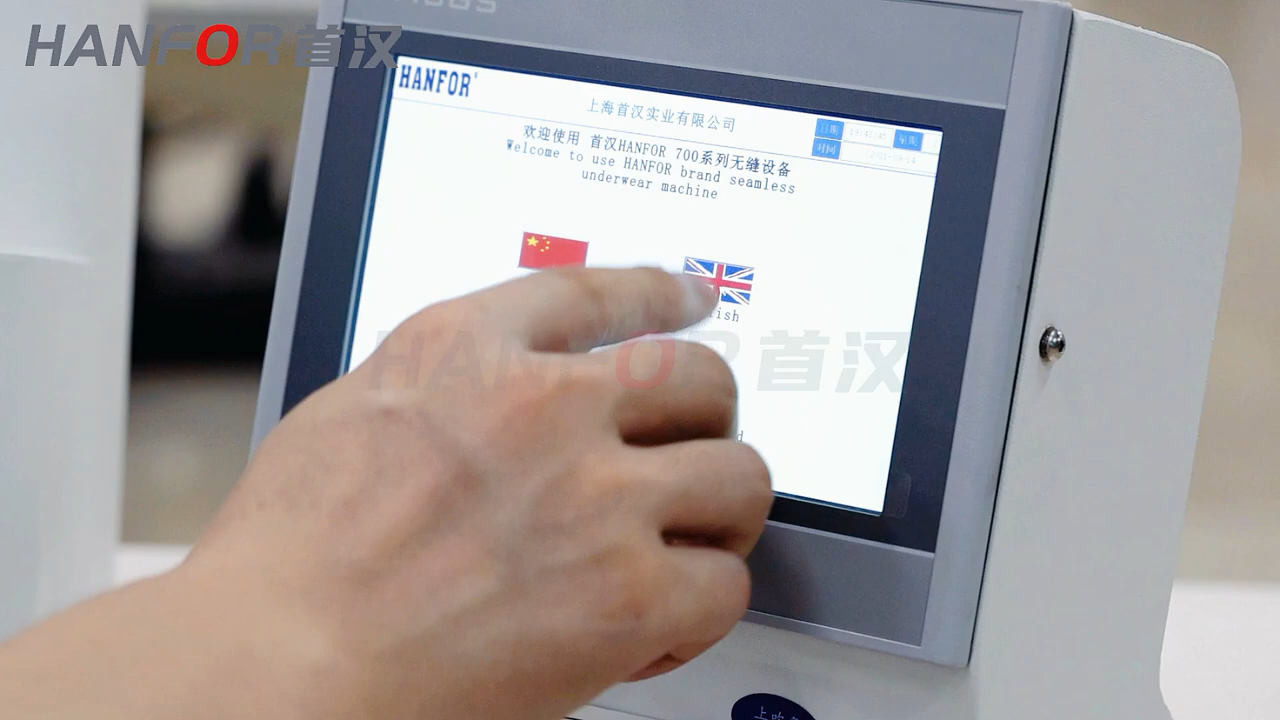 HANFOR首汉
HANFOR
上海首汉实业有限公司
日期
星期
时间
欢迎使用 首汉HANFOR 700系列无缝设备
Welcome to use HANFOR brand seamless
underwear machine
HANFOR首汉